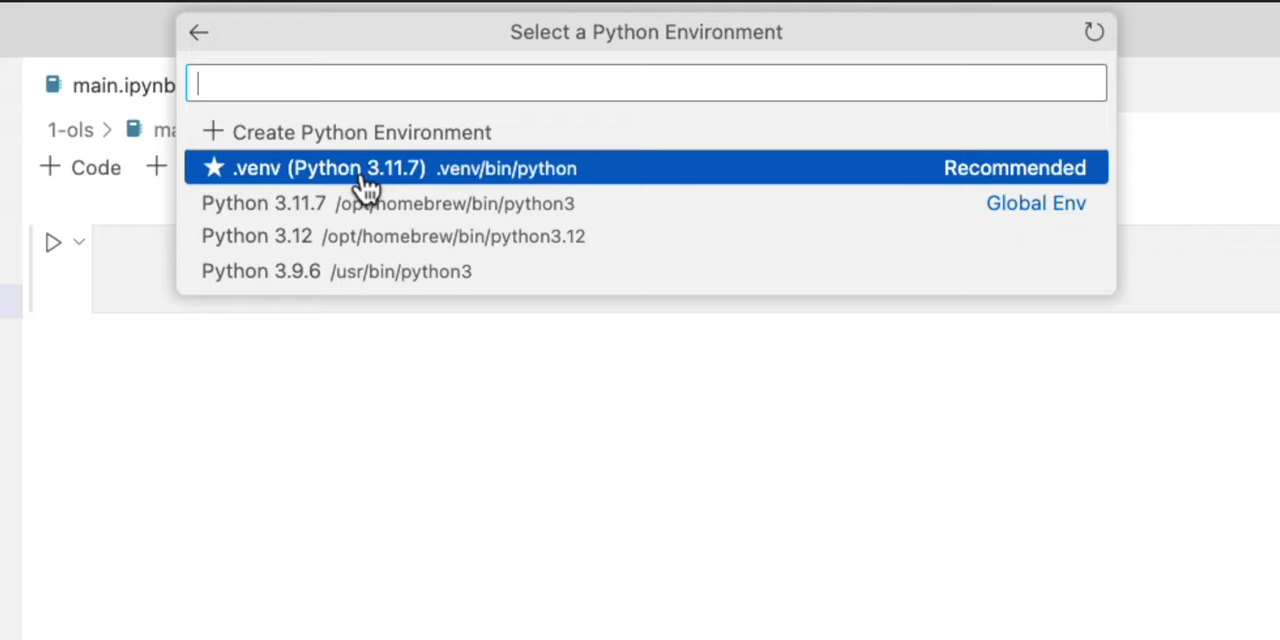 Select a Python Environment
main.ipynb
1-ols > ma
+ Create Python Environment
+ Code +
★ .venv (Python 3.11.7) .venv/bin/python Recommended
Python 3.11.7 /opt/homebrew/bin/python3 Global Env
Python 3.12 /opt/homebrew/bin/python3.12
Python 3.9.6 /usr/bin/python3